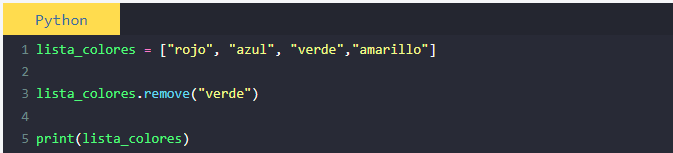 Python
1 lista_colores = ["rojo", "azul", "verde","amarillo"]
2
3 lista_colores.remove("verde")
4
5 print(lista_colores)